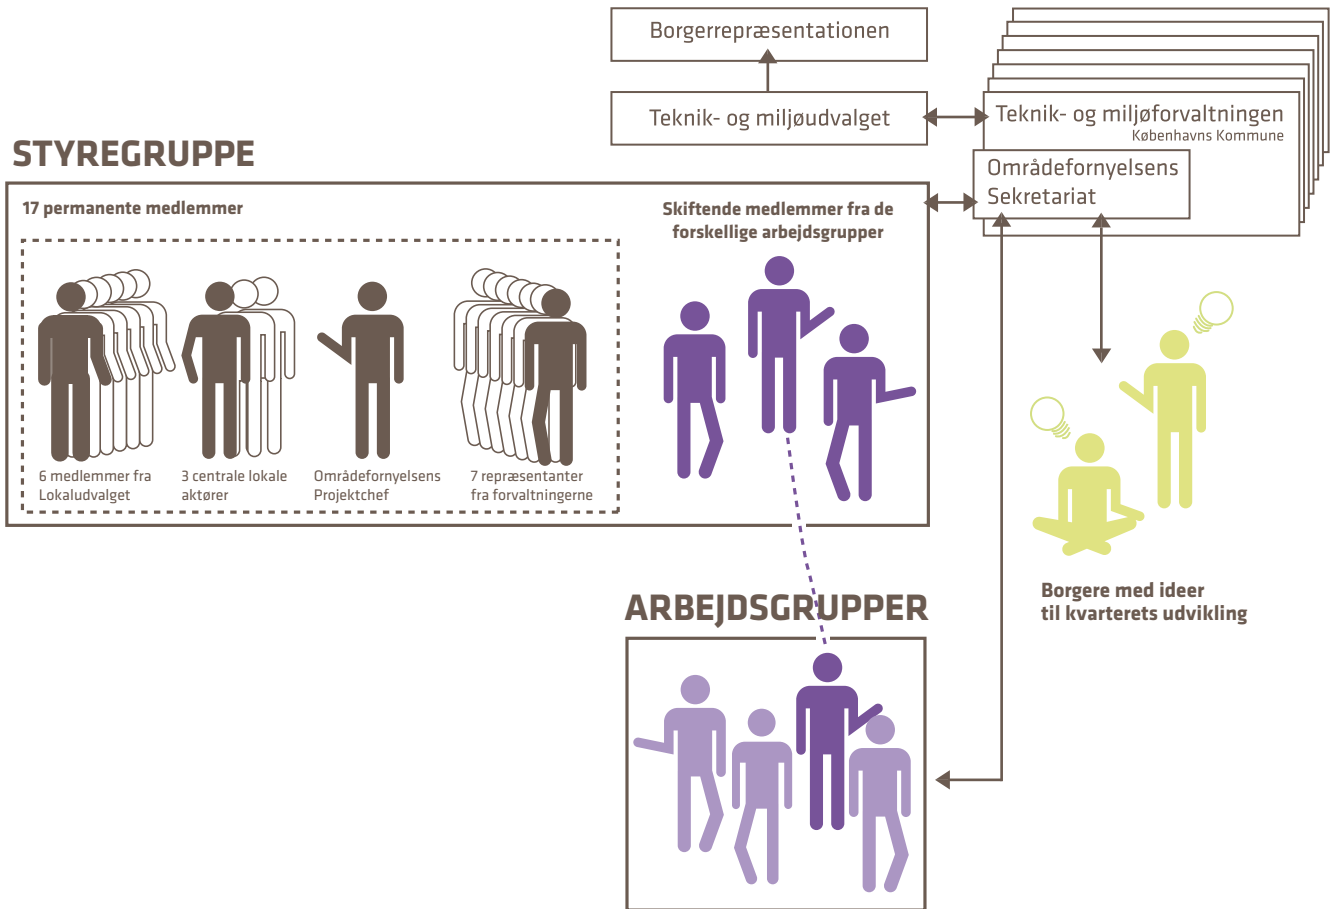 Borgerrepræsentationen
Teknik- og miljøudvalget
Teknik- og miljøforvaltningen
Københavns Kommune
Områdefornyelsens
Sekretariat
STYREGRUPPE
17 permanente medlemmer
Skiftende medlemmer fra de
forskellige arbejdsgrupper
6 medlemmer fra
Lokaludvalget
3 centrale lokale
aktører
Områdefornyelsens
Projektchef
7 repræsentanter
fra forvaltningerne
Borgere med ideer
til kvarterets udvikling
ARBEJDSGRUPPER